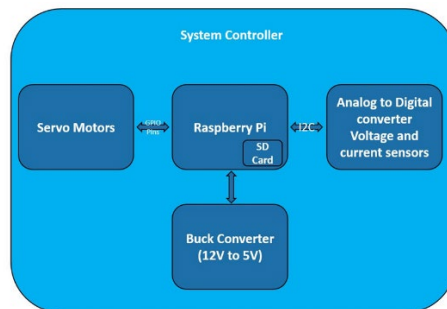 System Controller
Servo Motors
GPIO
Pins
Raspberry Pi
SD
Card
I2C
Analog to Digital
converter
Voltage and
current sensors
Buck Converter
(12V to 5V)